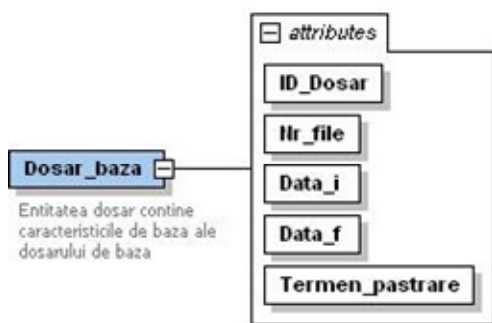 attributes
ID_Dosar
Nr_file
Dosar_baza
Data_i
Entitatea dosar contine
caracteristicile de baza ale
dosarului de baza
Data_f
Termen_pastrare